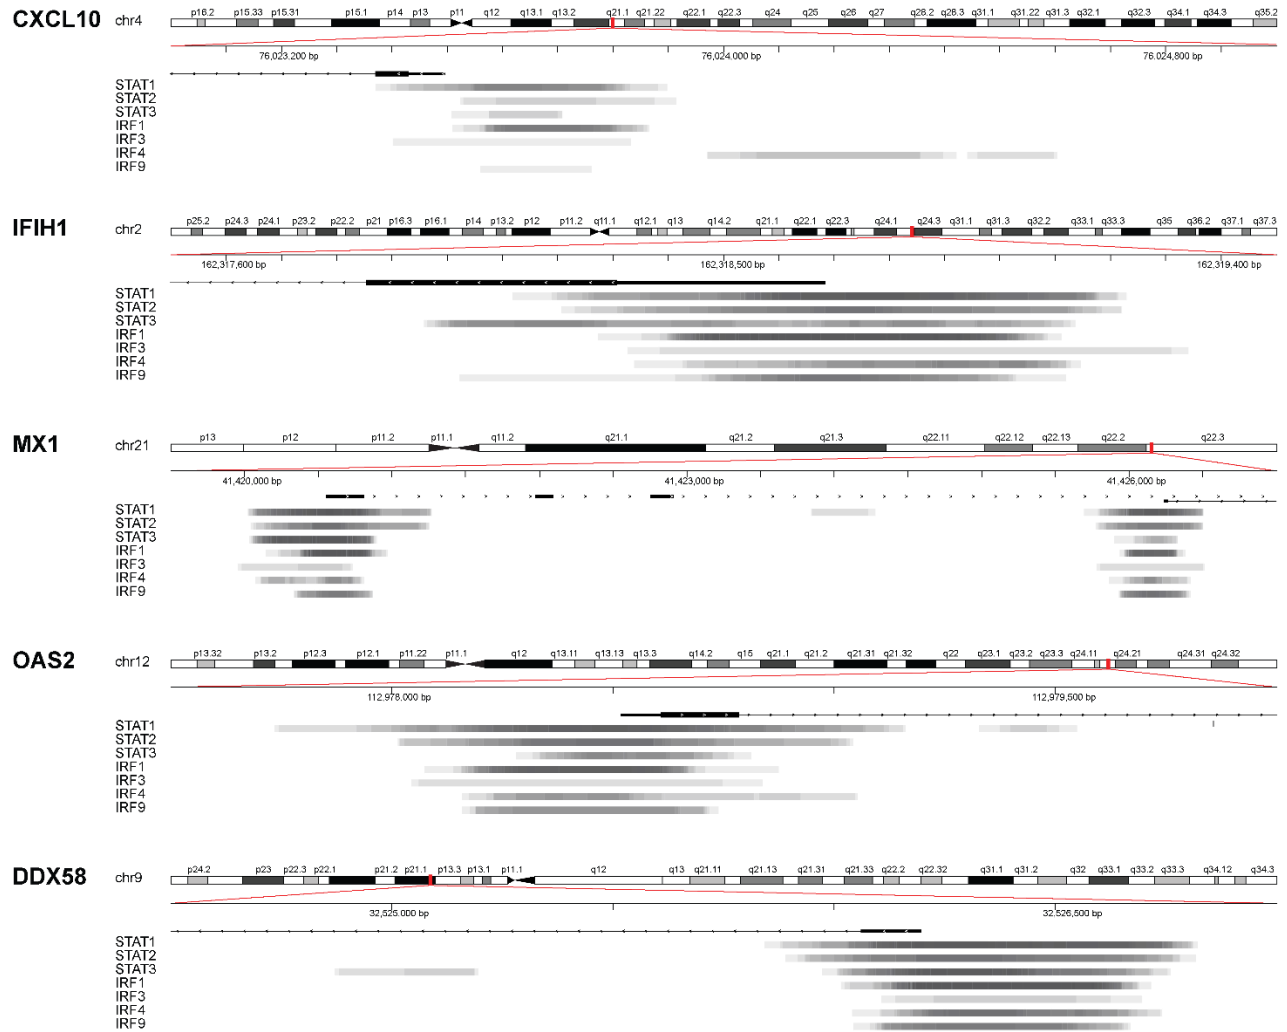 CXCL10 chr4 p16.2 p15.33 p15.31 p15.1 p14 p13 p11 q12 q13.1 q13.2 q21.1 q21.22 q22.1 q22.3 q24 q25 q26 q27 q28.2 q28.3 q31.1 q31.22 q31.3 q32.1 q32.3 q34.1 q34.3 q35.2
76,023,200 bp 76,024,000 bp 76,024,800 bp
STAT1
STAT2
STAT3
IRF1
IRF3
IRF4
IRF9
IFIH1 chr2 p25.2 p24.3 p24.1 p23.2 p22.2 p21 p16.3 p16.1 p14 p13.2 p12 p11.2 q11.1 q12.1 q13 q14.2 q21.1 q22.1 q22.3 q24.1 q24.3 q31.1 q31.3 q32.2 q33.1 q33.3 q35 q36.2 q37.1 q37.3
162,317,600 bp 162,318,500 bp 162,319,400 bp
STAT1
STAT2
STAT3
IRF1
IRF3
IRF4
IRF9
MX1 chr21 p13 p12 p11.2 p11.1 q11.2 q21.1 q21.2 q21.3 q22.11 q22.12 q22.13 q22.2 q22.3
41,420,000 bp 41,423,000 bp 41,426,000 bp
STAT1
STAT2
STAT3
IRF1
IRF3
IRF4
IRF9
OAS2 chr12 p13.32 p13.2 p12.3 p12.1 p11.22 p11.1 q12 q13.11 q13.13 q13.3 q14.2 q15 q21.1 q21.2 q21.31 q21.32 q22 q23.1 q23.2 q23.3 q24.11 q24.21 q24.31 q24.32
112,978,000 bp 112,979,500 bp
STAT1
STAT2
STAT3
IRF1
IRF3
IRF4
IRF9
DDX58 chr9 p24.2 p23 p22.3 p22.1 p21.2 p21.1 p13.3 p13.1 p11.1 q12 q13 q21.11 q21.13 q21.31 q21.33 q22.2 q22.32 q31.1 q31.2 q32 q33.1 q33.3 q34.12 q34.3
32,525,000 bp 32,526,500 bp
STAT1
STAT2
STAT3
IRF1
IRF3
IRF4
IRF9